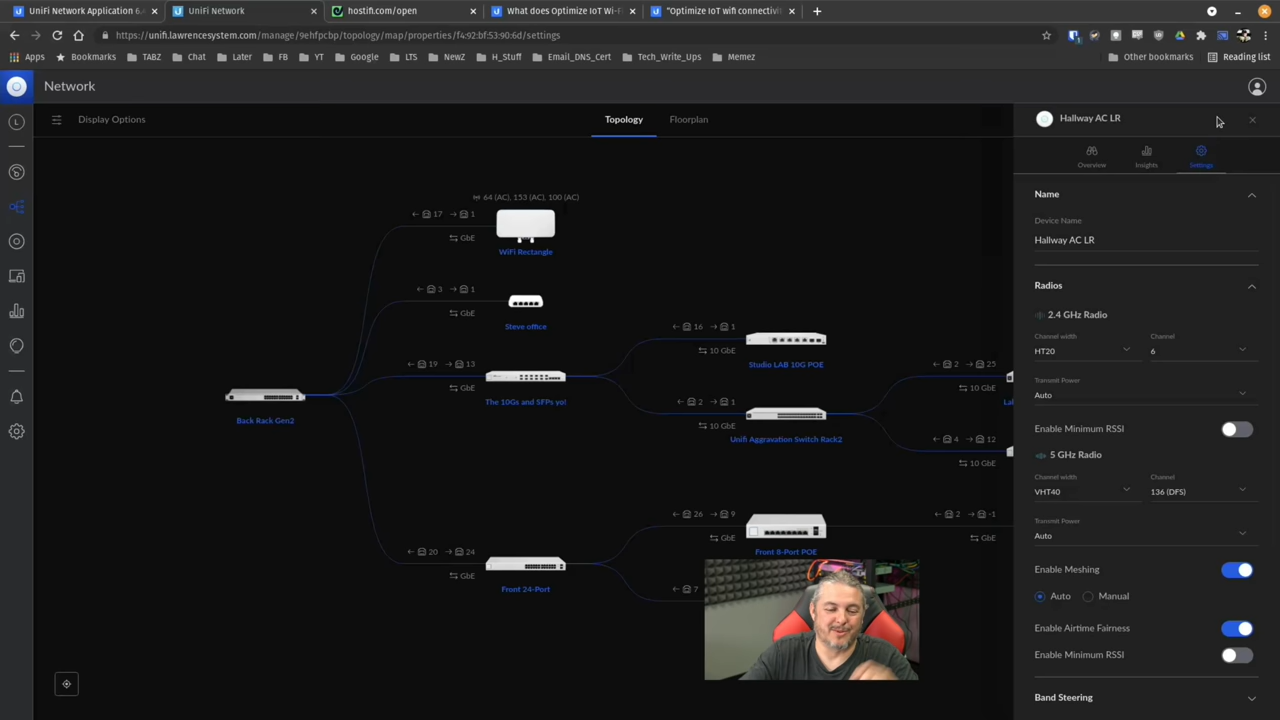 UniFi Network Application 6.4
UniFi Network
hostifi.com/open
What does Optimize IoT Wi-F
"Optimize IOT wifi connectivi
https://unifi.lawrencesystem.com/manage/9ehfpcbp/topology/map/properties/f4:92:bf:53:90:6d/settings
Apps
Bookmarks
TABZ
Chat
Later
FB
YT
Google
LTS
NewZ
H_Stuff
Email_DNS_Cert
Tech_Write_Ups
Memez
Other bookmarks
Reading list
Network
L
Display Options
Topology
Floorplan
Hallway AC LR
Overview
Insights
Settings
64 (AC), 153 (AC), 100 (AC)
17
1
GbE
WiFi Rectangle
3
1
GbE
Steve office
19
13
GbE
The 10Gs and SFPs yo!
16
1
10 GbE
Studio LAB 10G POE
2
1
10 GbE
Unifi Aggravation Switch Rack2
2
25
10 GbE
4
12
10 GbE
Back Rack Gen2
20
24
GbE
Front 24-Port
26
9
GbE
Front 8-Port POE
2
-1
GbE
7
Name
Device Name
Hallway AC LR
Radios
2.4 GHz Radio
Channel width
Channel
HT20
6
Transmit Power
Auto
Enable Minimum RSSI
5 GHz Radio
Channel width
Channel
VHT40
136 (DFS)
Transmit Power
Auto
Enable Meshing
Auto
Manual
Enable Airtime Fairness
Enable Minimum RSSI
Band Steering